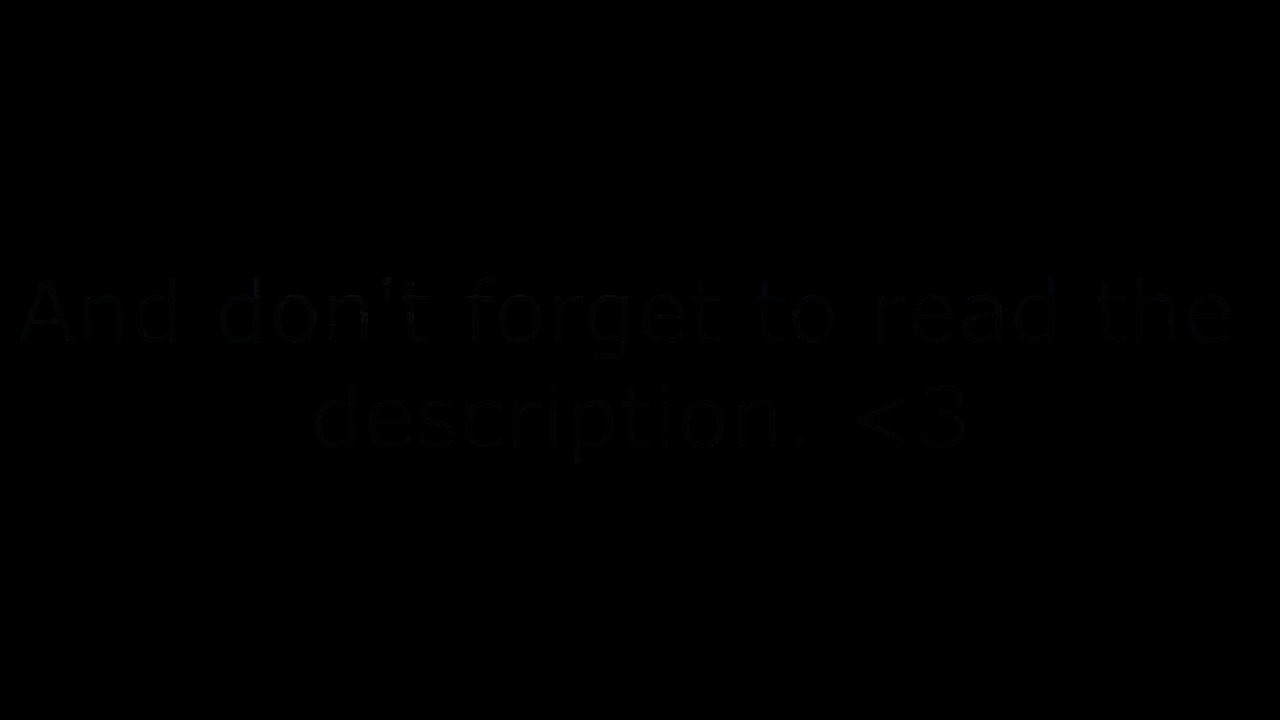 And don't forget to read the
description. <3